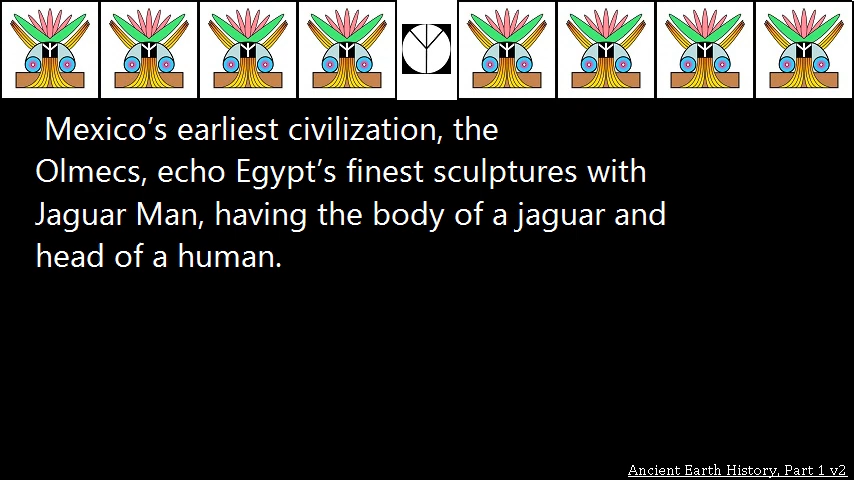 Mexico’s earliest civilization, the
Olmecs, echo Egypt’s finest sculptures with
Jaguar Man, having the body of a jaguar and
head of a human.
Ancient Earth History, Part 1 v2